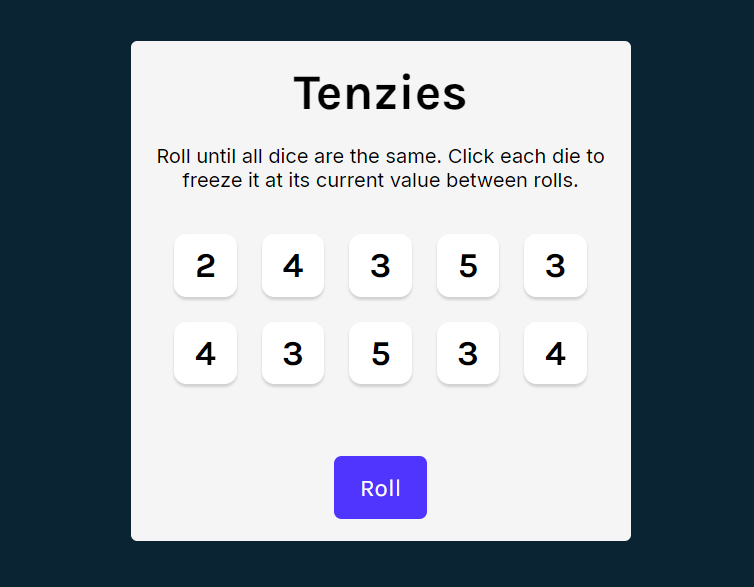 Tenzies
Roll until all dice are the same. Click each die to
freeze it at its current value between rolls.
2 4 3 5 3
4 3 5 3 4
Roll